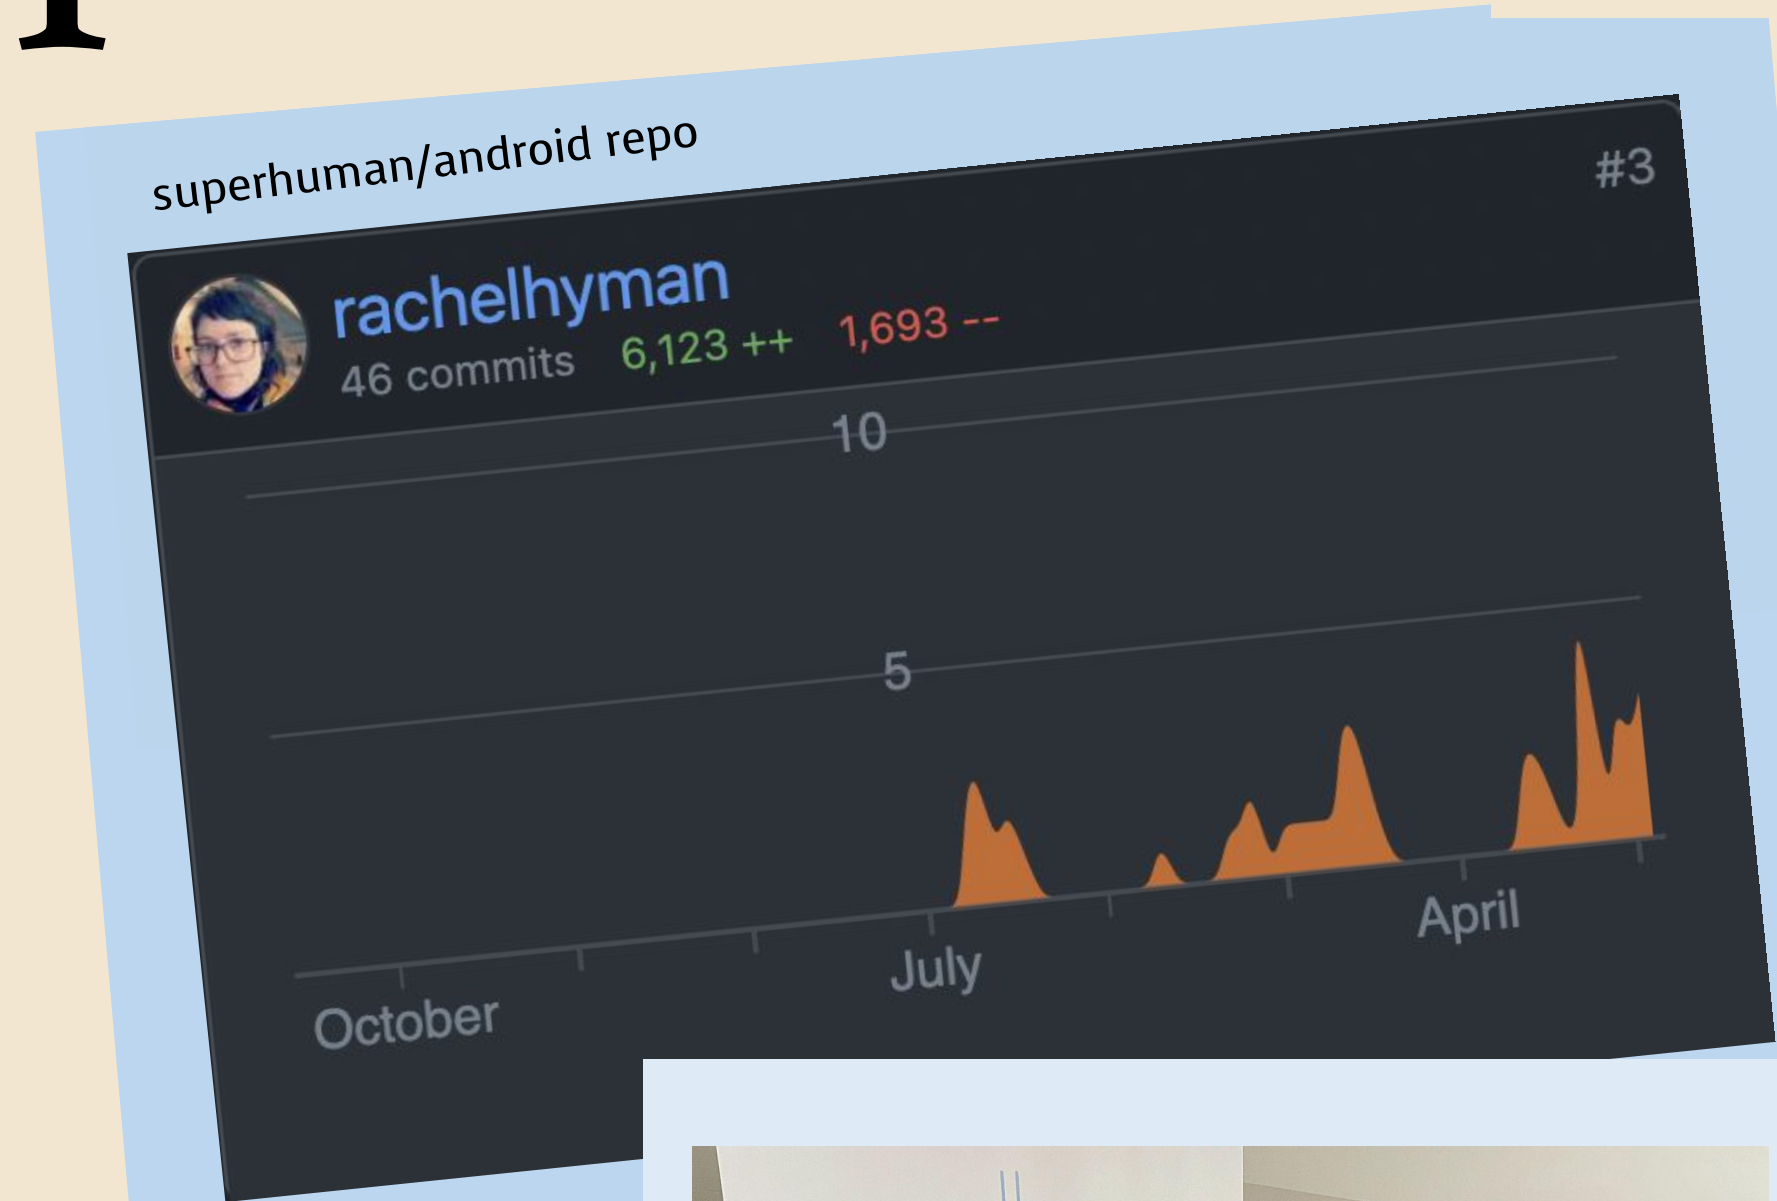 superhuman/android repo
#3
rachelhyman
46 commits 6,123 ++ 1,693 --
10
5
October July April